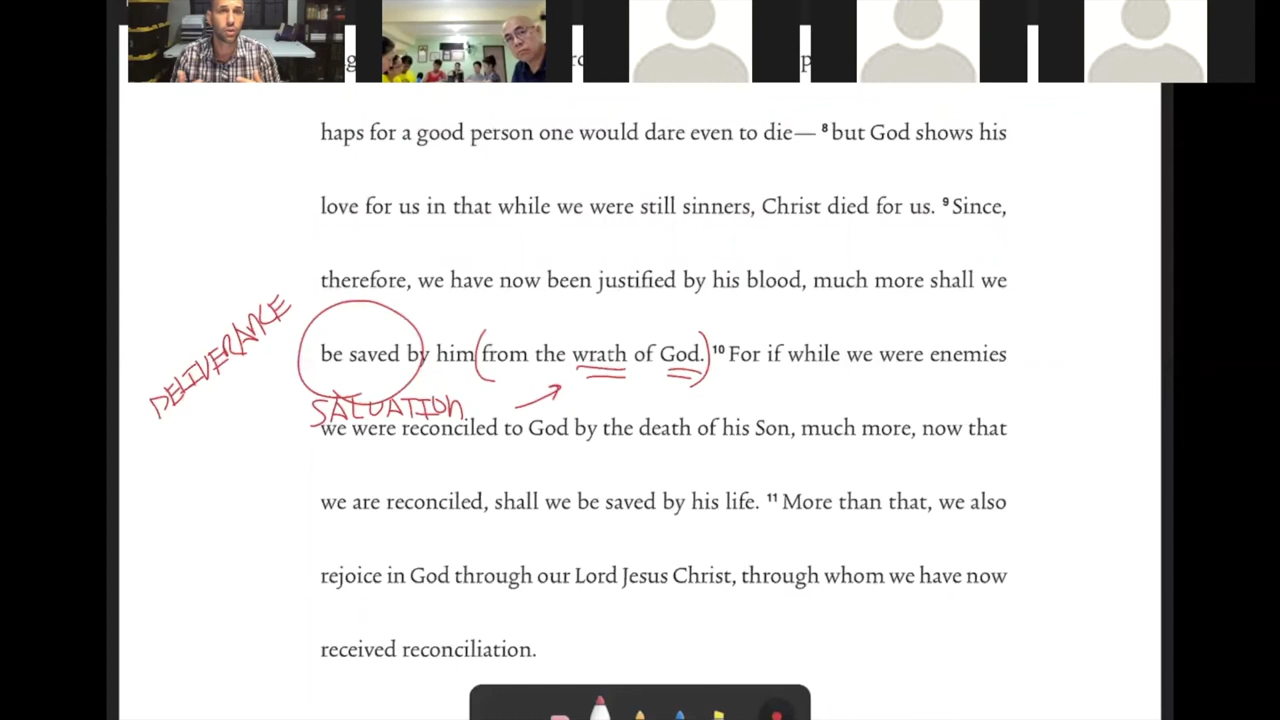 haps for a good person one would dare even to die— ⁸ but God shows his
love for us in that while we were still sinners, Christ died for us. ⁹ Since,
therefore, we have now been justified by his blood, much more shall we
DELIVERANCE
be saved by him (from the wrath of God.) ¹⁰ For if while we were enemies
SALVATION
we were reconciled to God by the death of his Son, much more, now that
we are reconciled, shall we be saved by his life. ¹¹ More than that, we also
rejoice in God through our Lord Jesus Christ, through whom we have now
received reconciliation.